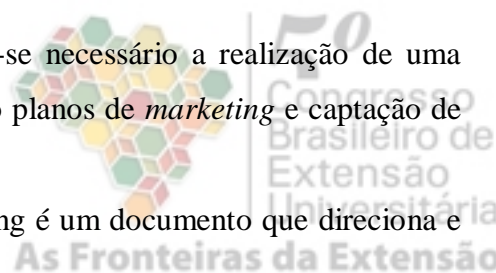 -se necessário a realização de uma
planos de marketing e captação de
ng é um documento que direciona e
5º
Congresso
Brasileiro de
Extensão
Universitária
As Fronteiras da Extensão